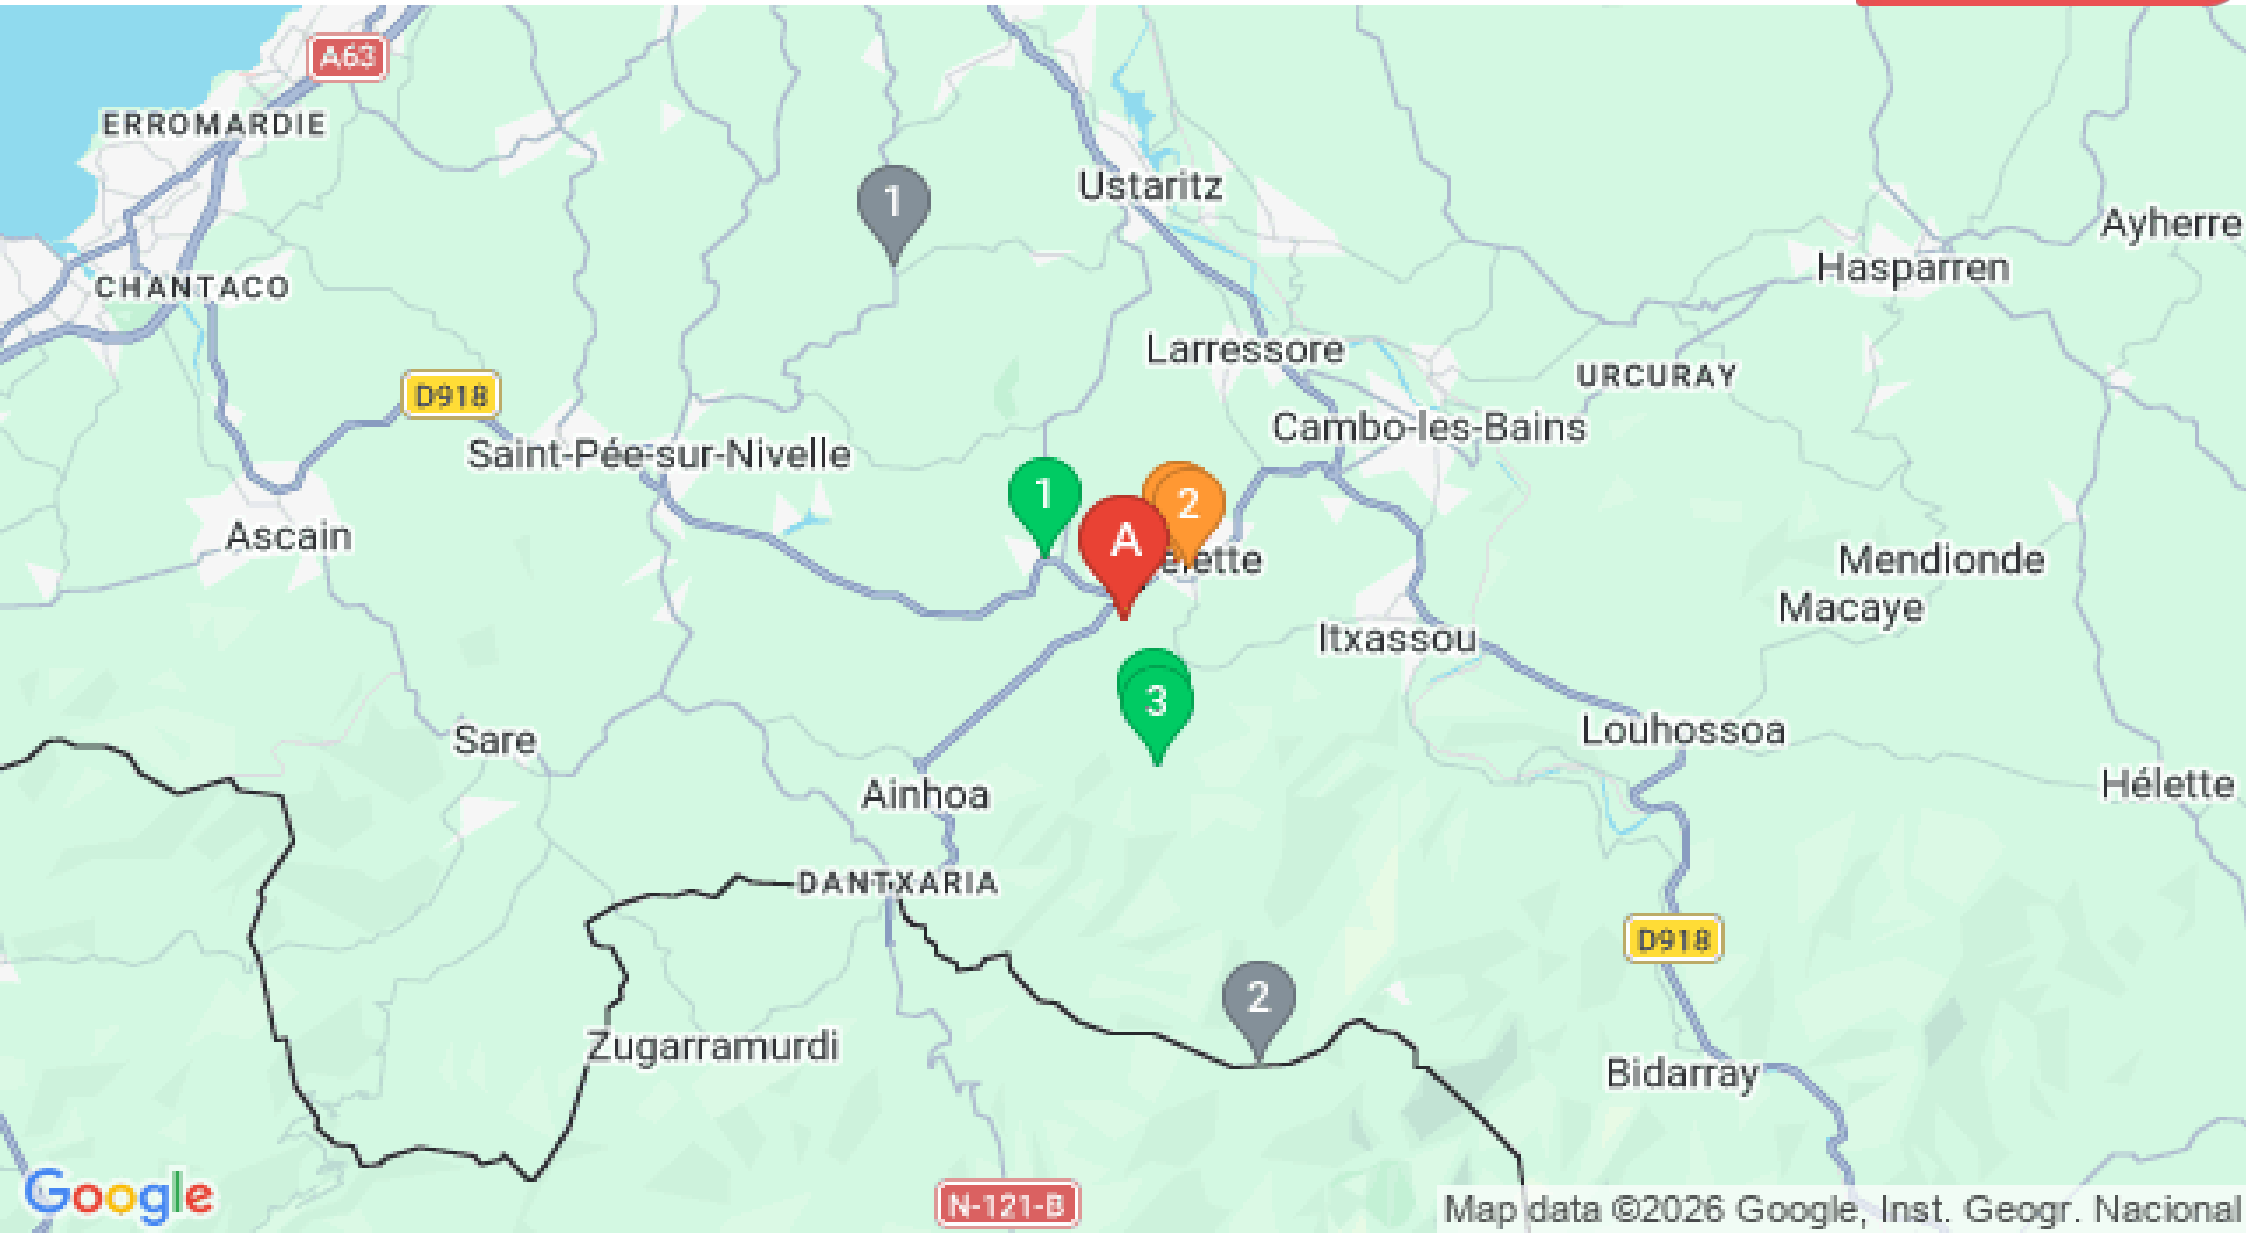 A63
ERROMARDIE
1
Ustaritz
Ayherre
Hasparren
CHANTACO
Larressore
URCURAY
D918
Cambo-les-Bains
Saint-Pée-sur-Nivelle
1
2
A
Ascain
elette
Mendionde
Macaye
Itxassou
3
Sare
Louhossoa
Ainhoa
Hélette
DANTXARIA
D918
2
Zugarramurdi
Bidarray
Google
N-121-B
Map data ©2026 Google, Inst. Geogr. Nacional